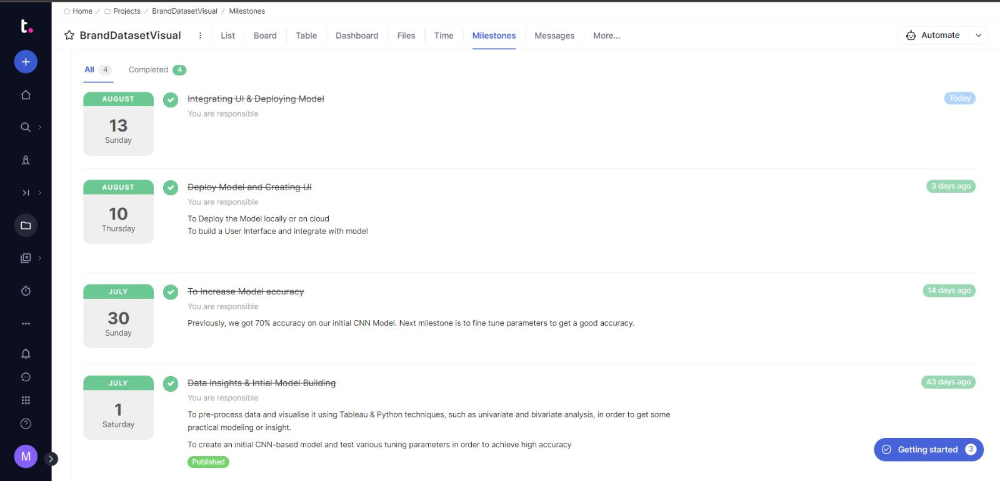 Home / Projects / BrandDatasetVisual / Milestones
t.
BrandDatasetVisual List Board Table Dashboard Files Time Milestones Messages More... Automate
All 4 Completed 4
AUGUST
13
Sunday
Integrating UI & Deploying Model
You are responsible
Today
AUGUST
10
Thursday
Deploy Model and Creating UI
You are responsible
To Deploy the Model locally or on cloud
To build a User Interface and integrate with model
3 days ago
JULY
30
Sunday
To Increase Model accuracy
You are responsible
Previously, we got 70% accuracy on our initial CNN Model. Next milestone is to fine tune parameters to get a good accuracy.
14 days ago
JULY
1
Saturday
Data Insights & Intial Model Building
You are responsible
To pre-process data and visualise it using Tableau & Python techniques, such as univariate and bivariate analysis, in order to get some
practical modeling or insight.
To create an initial CNN-based model and test various tuning parameters in order to achieve high accuracy
Published
43 days ago
Getting started 3
M